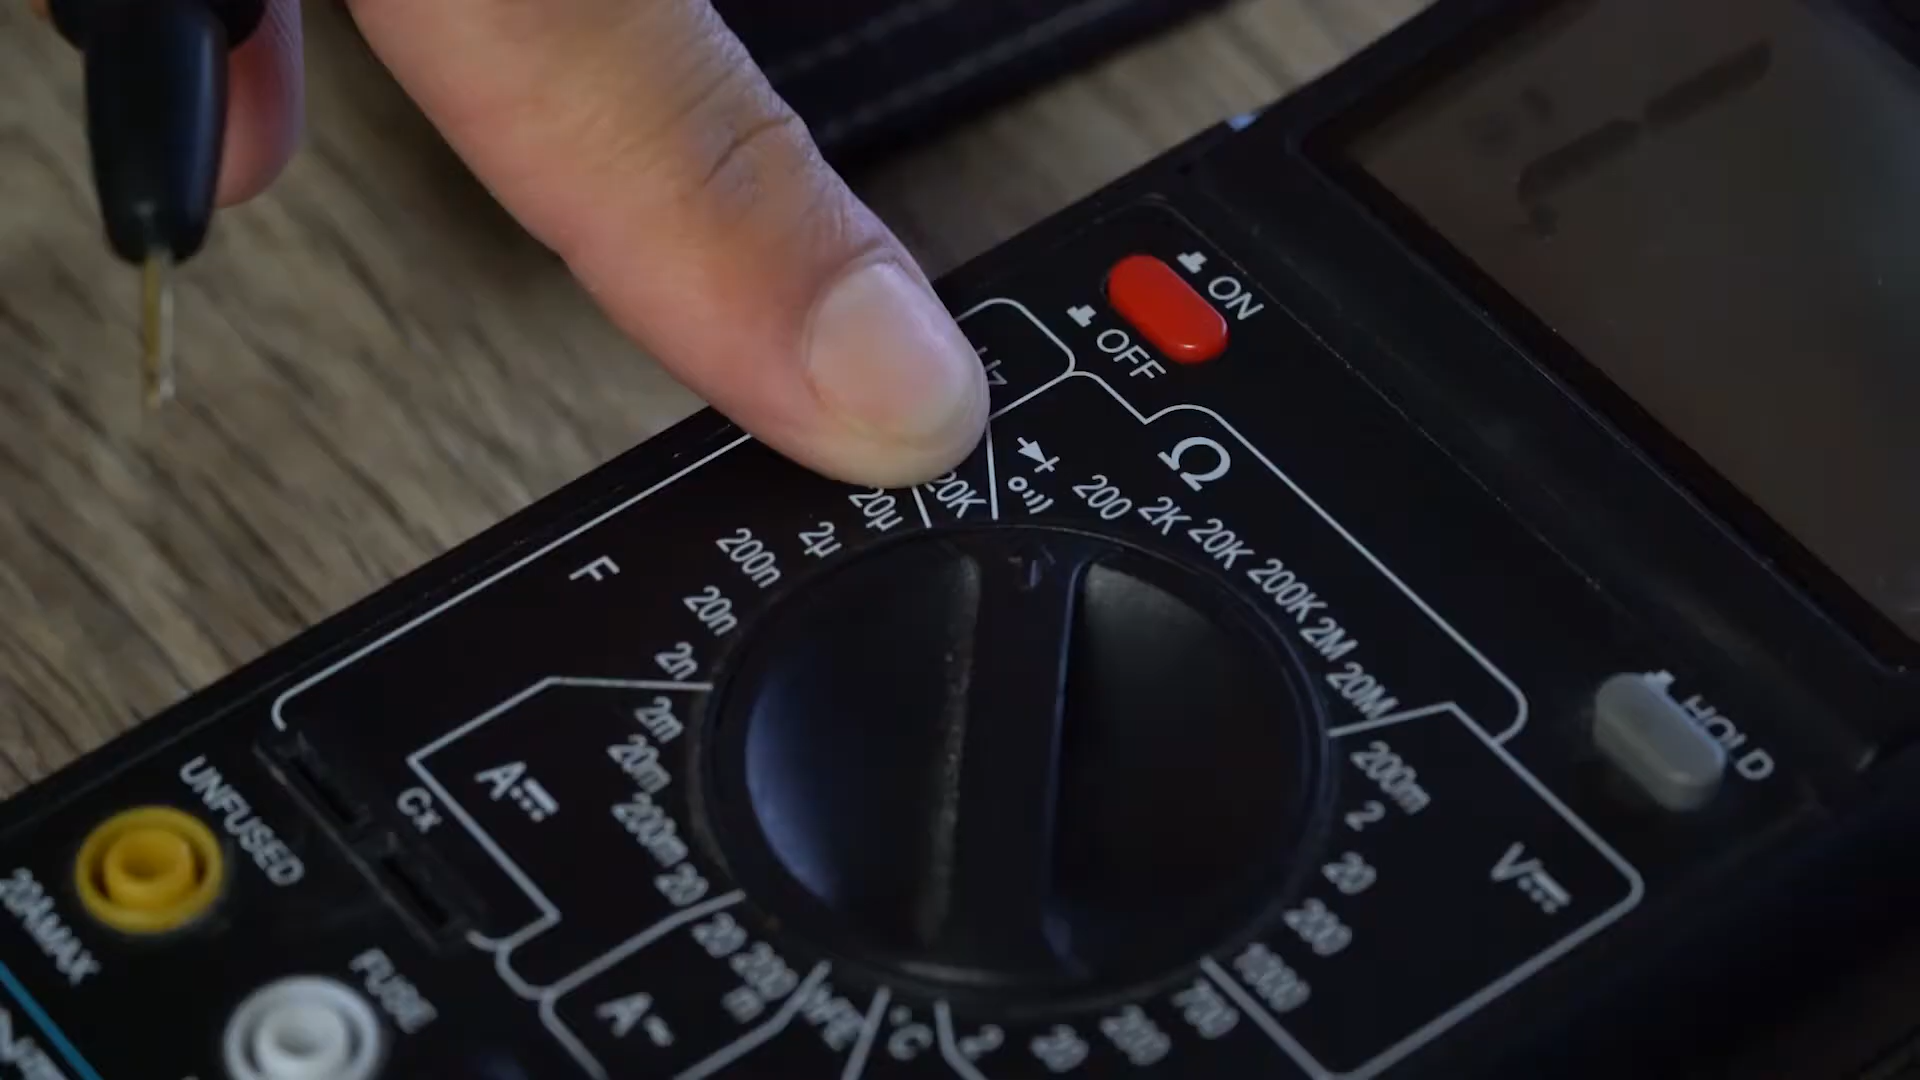 ON
OFF
Hz
Ω
200
2K
20K
200K
2M
20M
20K
20µ
2µ
200n
20n
2n
F
HOLD
2m
20m
200m
20
A
Cx
200m
2
20
200
1000
V
UNFUSED
20AMAX
FUSE
20
200
m
A~
hFE
°C
2
20
200
700